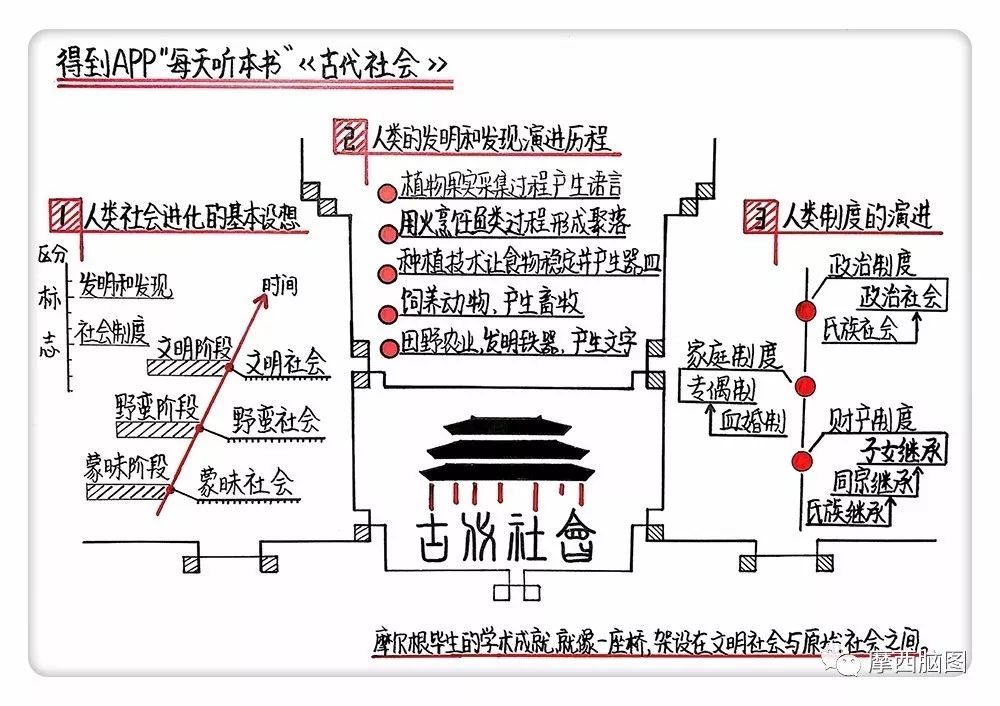 得到APP"每天听本书"《古代社会》
1 人类社会进化的基本设想
区分
标志
发明和发现
社会制度
时间
文明阶段
文明社会
野蛮阶段
野蛮社会
蒙昧阶段
蒙昧社会
2 人类的发明和发现演进历程
植物果实采集过程产生语言
用火烹饪鱼类过程形成聚落
种植技术让食物稳定并产生器皿
饲养动物、产生畜牧
田野农业,发明铁器、产生文字
古代社會
3 人类制度的演进
政治制度
政治社会
氏族社会
家庭制度
专偶制
血婚制
财产制度
子女继承
同宗继承
氏族继承
摩尔根毕生的学术成就,就像一座桥,架设在文明社会与原始社会之间。
摩西脑图